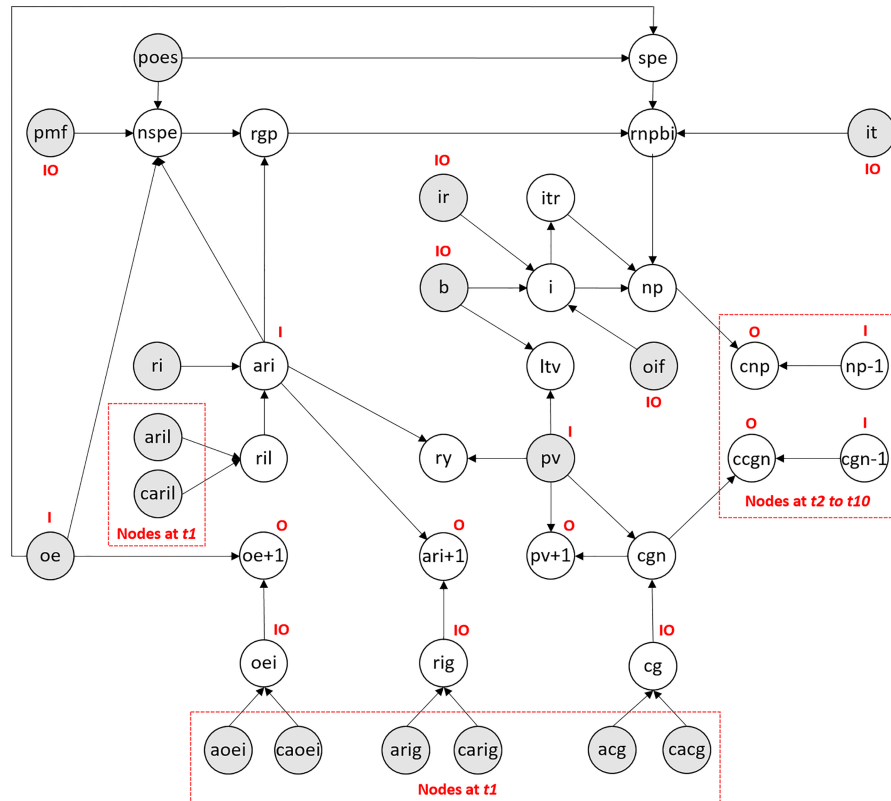 poes
spe
pmf
nspe
rgp
rnpbi
it
IO
IO
IO
ir
itr
IO
b
i
np
I
O
I
ri
ari
ltv
oif
cnp
np-1
IO
aril
I
O
I
ril
ry
pv
ccgn
cgn-1
caril
Nodes at t2 to t10
I
Nodes at t1
O
O
O
oe
oe+1
ari+1
pv+1
cgn
IO
IO
IO
oei
rig
cg
aoei
caoei
arig
carig
acg
cacg
Nodes at t1